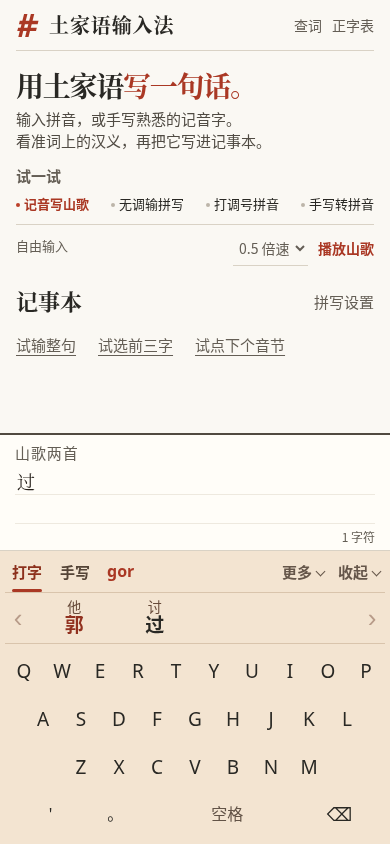 # 土家语输入法 查词 正字表
用土家语写一句话。
输入拼音，或手写熟悉的记音字。
看准词上的汉义，再把它写进记事本。
试一试
• 记音写山歌 • 无调输拼写 • 打调号拼音 • 手写转拼音
自由输入 0.5 倍速 播放山歌
记事本 拼写设置
试输整句 试选前三字 试点下个音节
山歌两首
过
1 字符
打字 手写 gor 更多 收起
‹ 他 讨 ›
郭 过
Q W E R T Y U I O P
A S D F G H J K L
Z X C V B N M
' 。 空格 ⌫